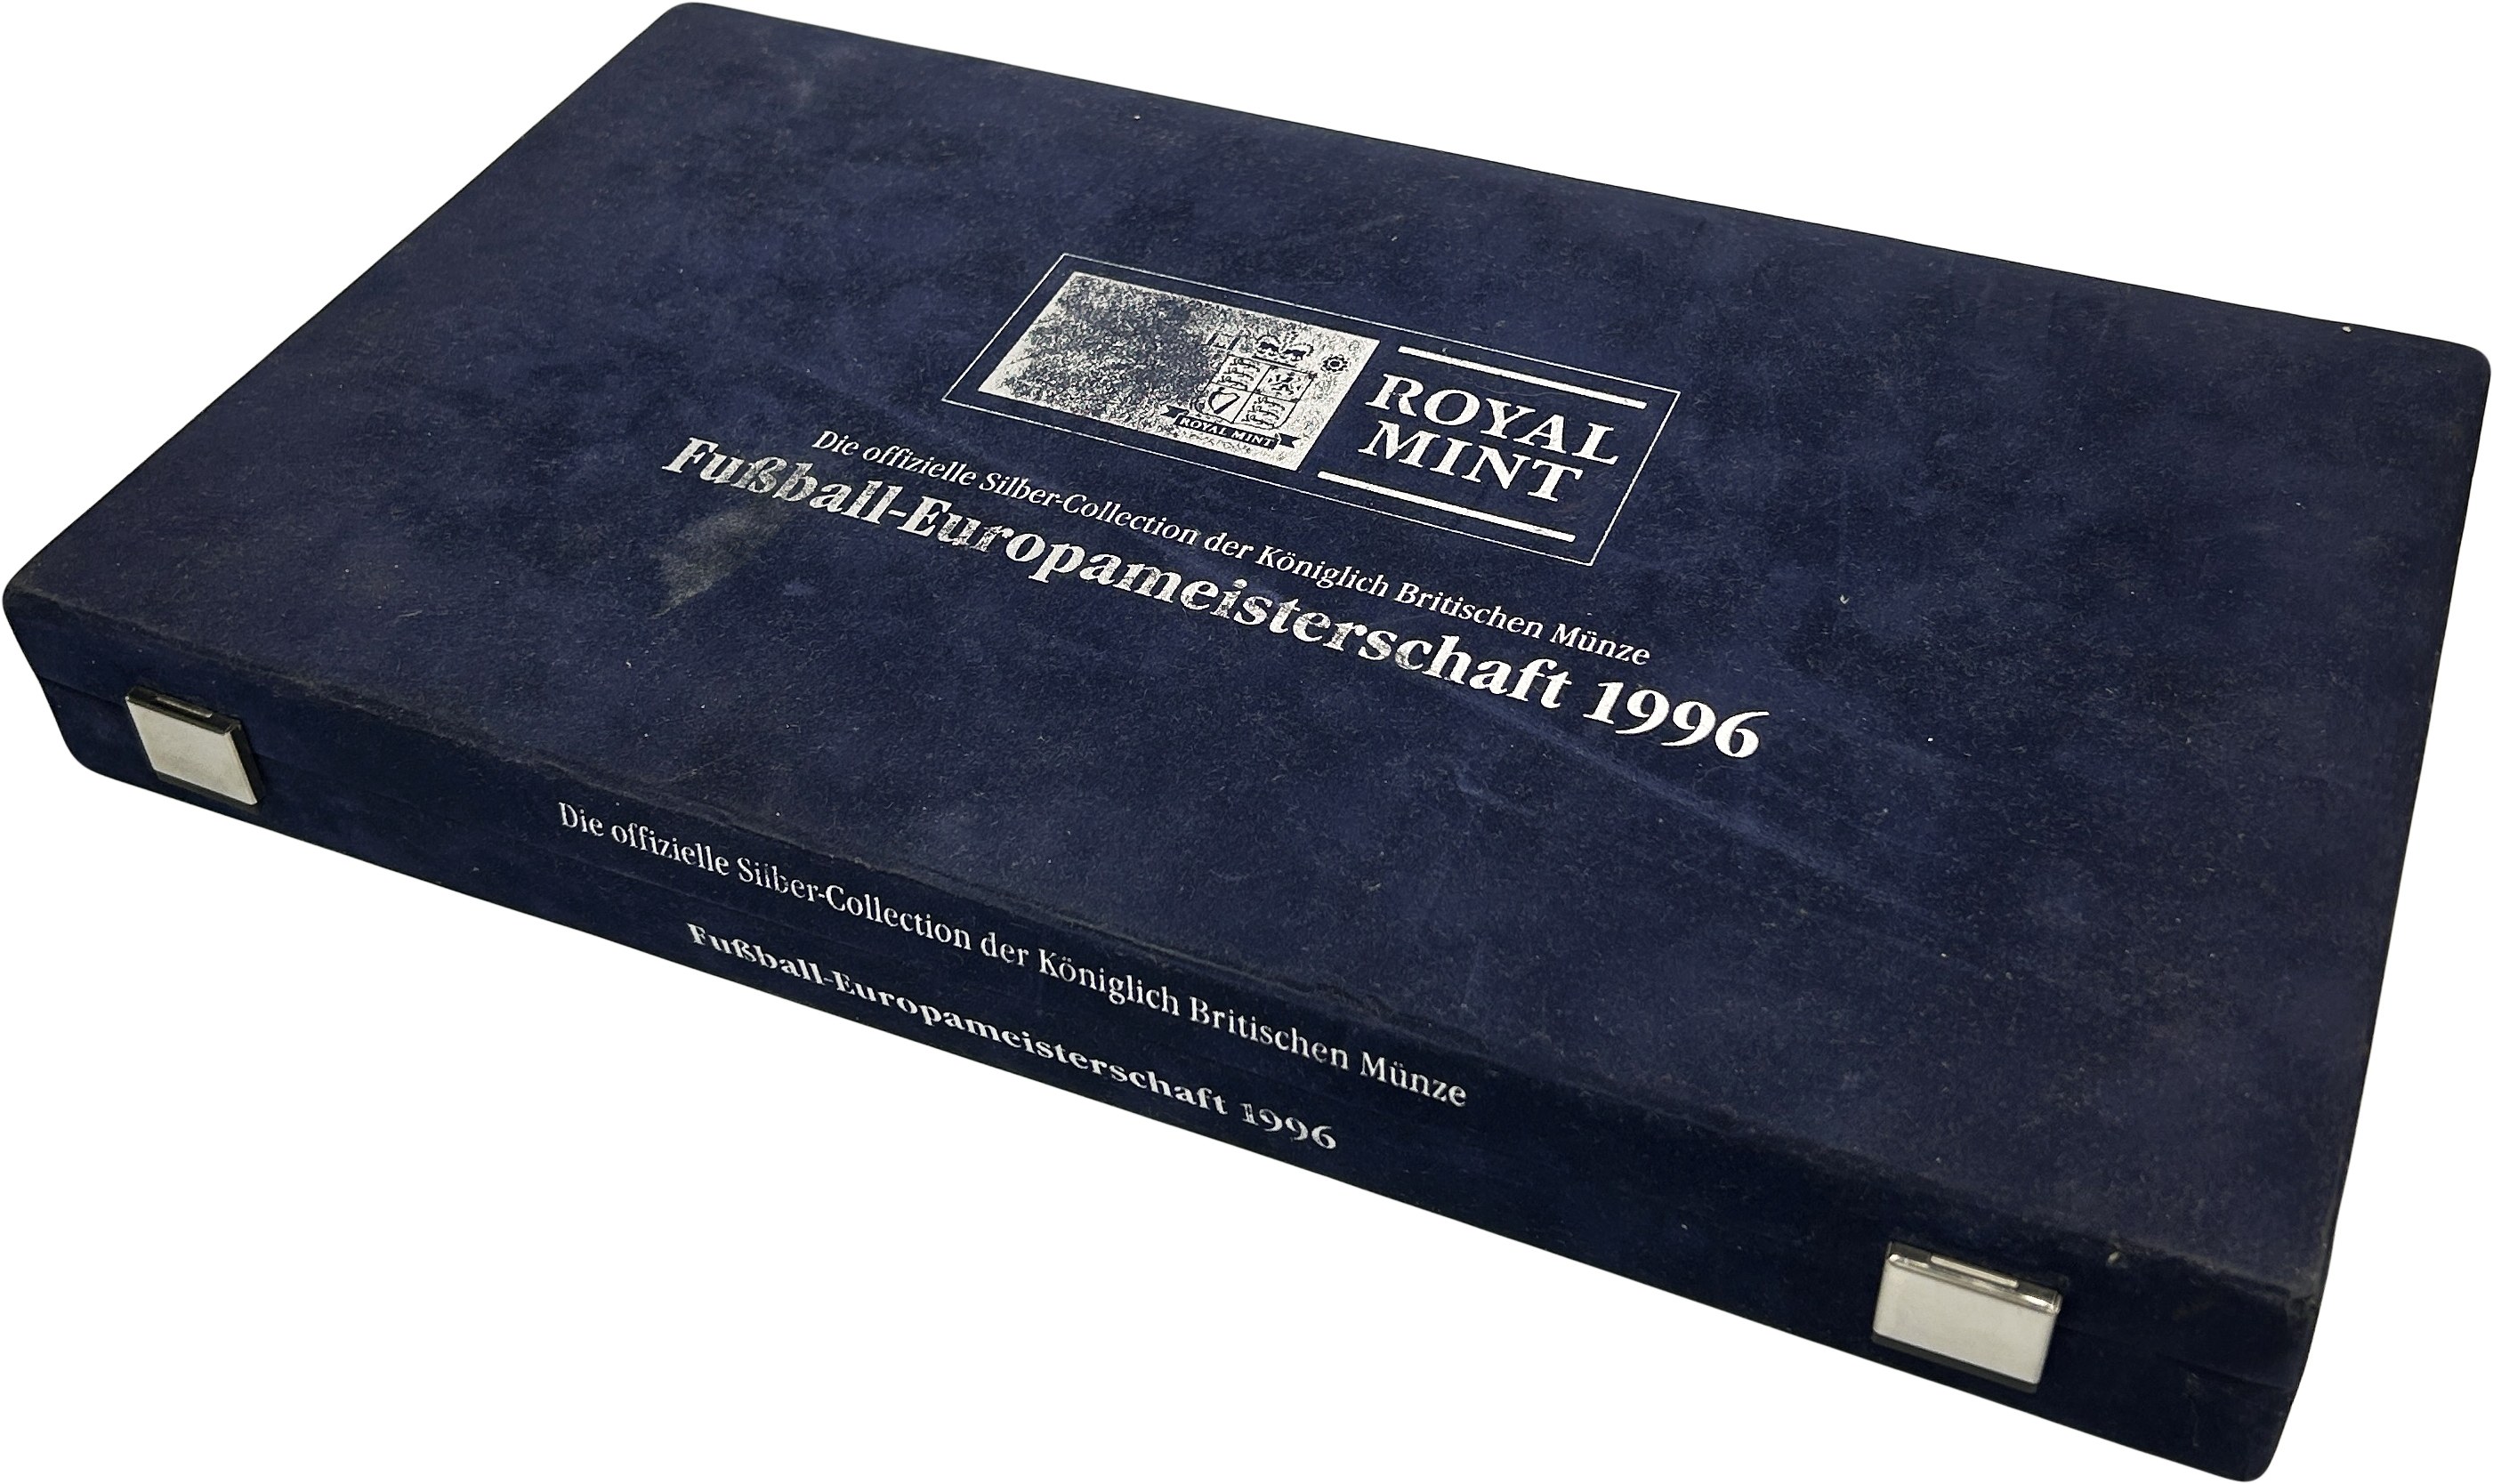 ROYAL MINT
ROYAL
MINT
Die offizielle Silber-Collection der Königlich Britischen Münze
Fußball-Europameisterschaft 1996
Die offizielle Silber-Collection der Königlich Britischen Münze
Fußball-Europameisterschaft 1996